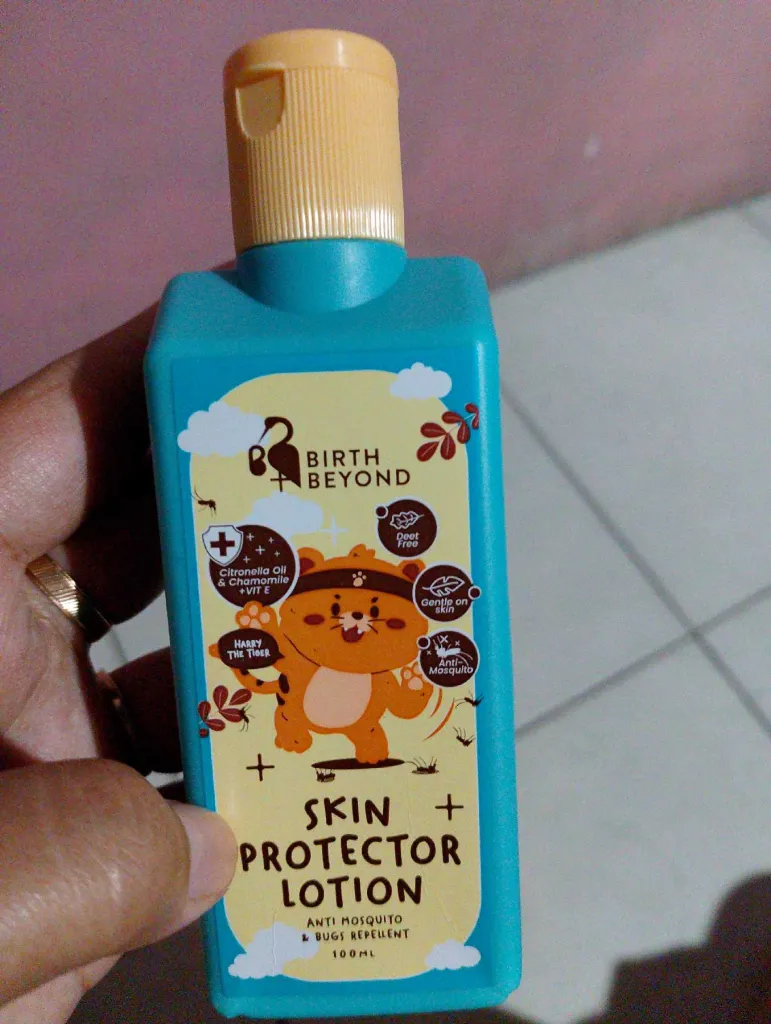 B
BIRTH
BEYOND
Deet
Free
Citronella Oil
& Chamomile
+VIT E
Gentle on
skin
HARRY
THE TIGER
Anti-
Mosquito
SKIN
PROTECTOR
LOTION
ANTI MOSQUITO
& BUGS REPELLENT
100ML